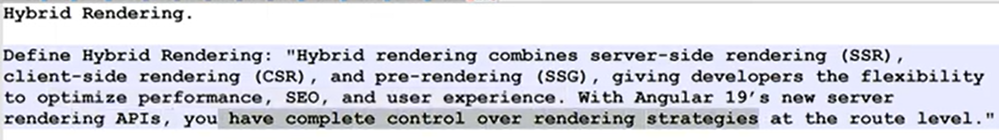 Hybrid Rendering.
Define Hybrid Rendering: "Hybrid rendering combines server-side rendering (SSR),
client-side rendering (CSR), and pre-rendering (SSG), giving developers the flexibility
to optimize performance, SEO, and user experience. With Angular 19’s new server
rendering APIs, you have complete control over rendering strategies at the route level."